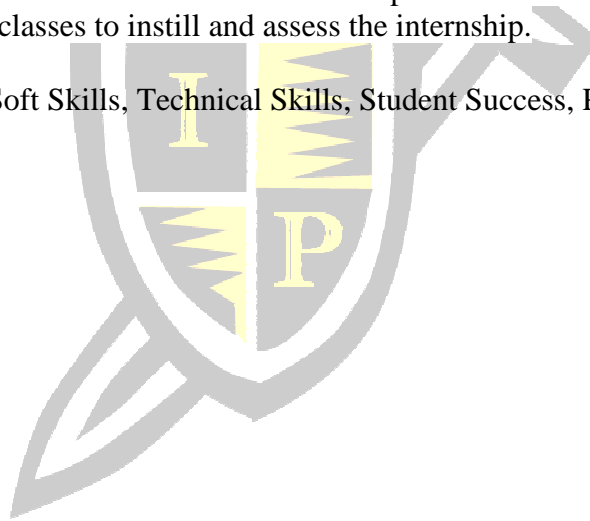 classes to instill and assess the internship.
Soft Skills, Technical Skills, Student Success,
I
P